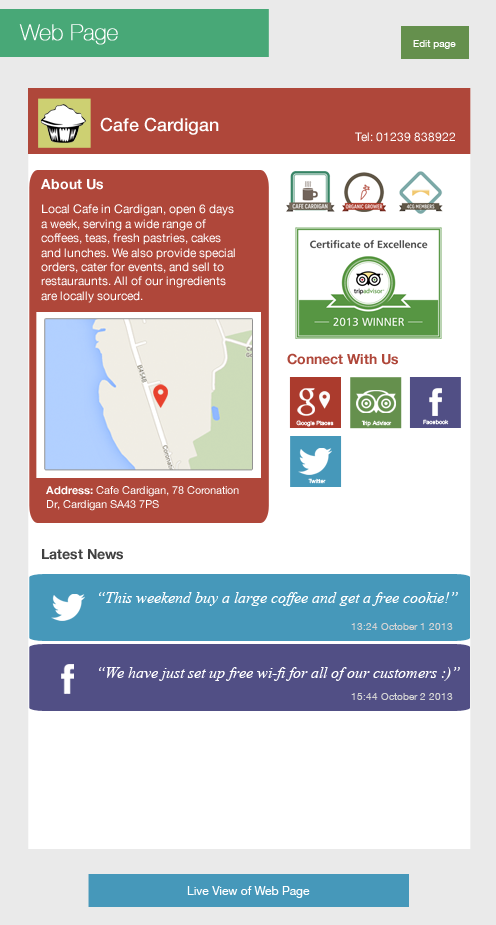 Web Page
Edit page
Cafe Cardigan
Tel: 01239 838922
About Us
Local Cafe in Cardigan, open 6 days
a week, serving a wide range of
coffees, teas, fresh pastries, cakes
and lunches. We also provide special
orders, cater for events, and sell to
restaraunts. All of our ingredients
are locally sourced.
B4548
Coronation
Address: Cafe Cardigan, 78 Coronation
Dr, Cardigan SA43 7PS
CAFE CARDIGAN
ORGANIC GROWER
4CG MEMBERS
Certificate of Excellence
tripadvisor
2013 WINNER
Connect With Us
Google Places
Trip Advisor
Facebook
Twitter
Latest News
“This weekend buy a large coffee and get a free cookie!”
13:24 October 1 2013
“We have just set up free wi-fi for all of our customers :)”
15:44 October 2 2013
Live View of Web Page